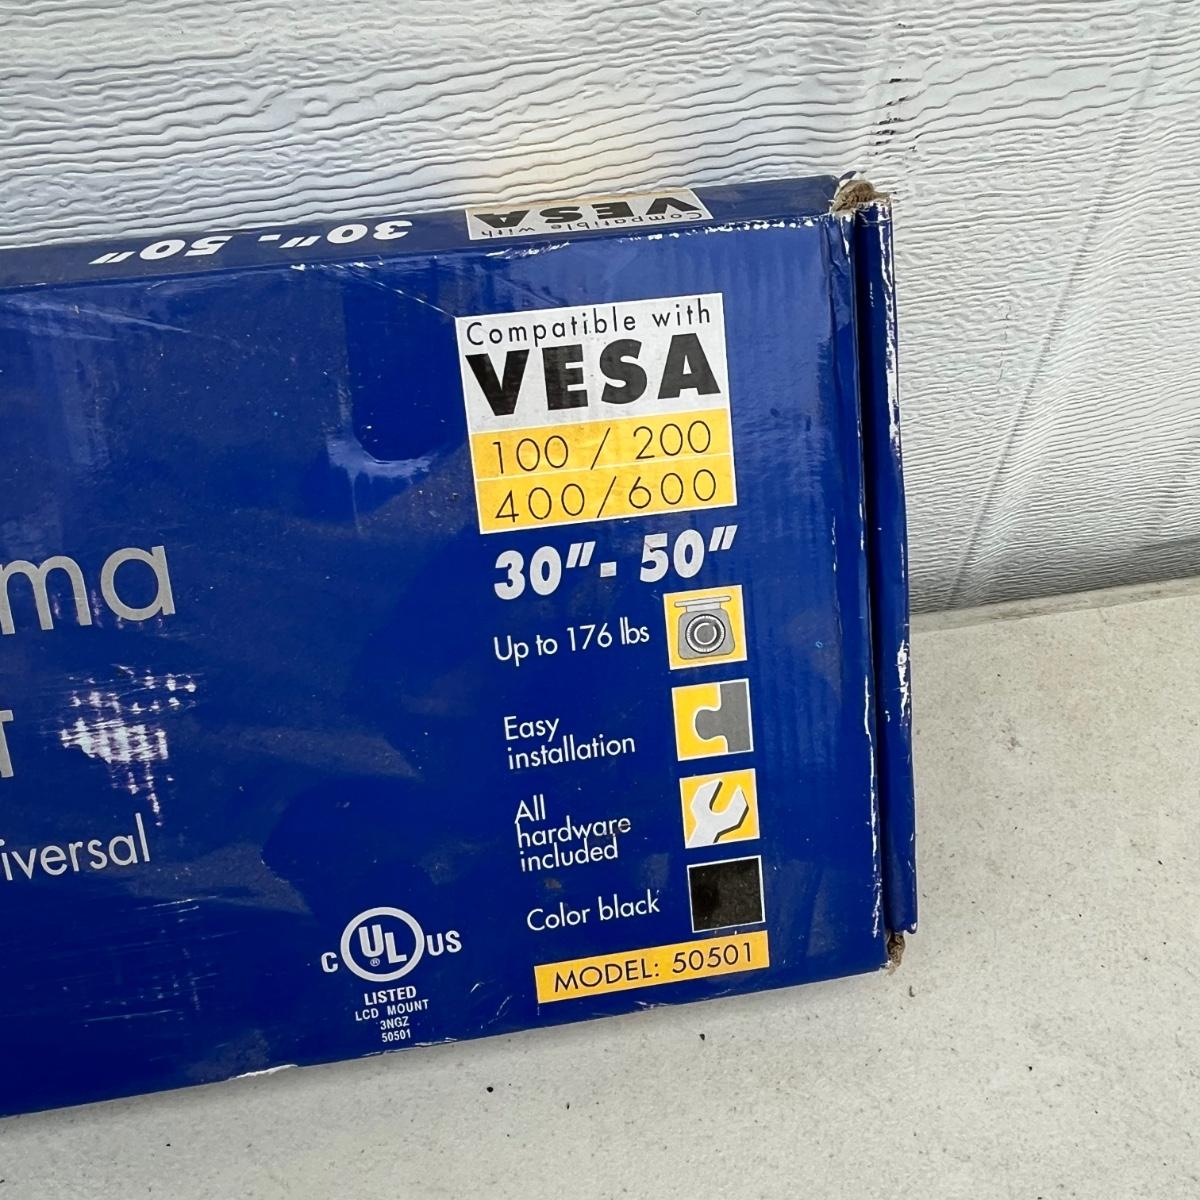 30"- 50"
Compatible with
VESA
Compatible with
VESA
100 / 200
400/600
30"- 50"
Up to 176 lbs
Easy
installation
All
hardware
included
Color black
MODEL: 50501
ma
T
iversal
C UL® US
LISTED
LCD MOUNT
3NGZ
50501